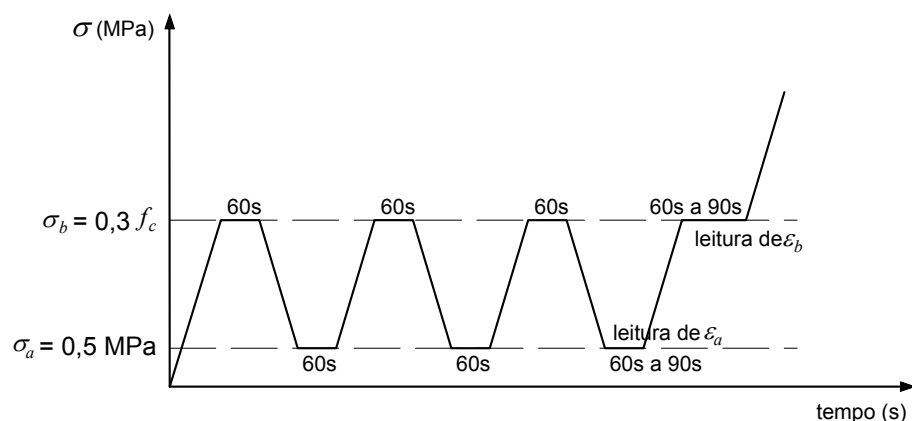 σ (MPa)
60s 60s 60s 60s a 90s
σb = 0,3 fc
leitura de εb
leitura de εa
σa = 0,5 MPa
60s 60s 60s a 90s
tempo (s)